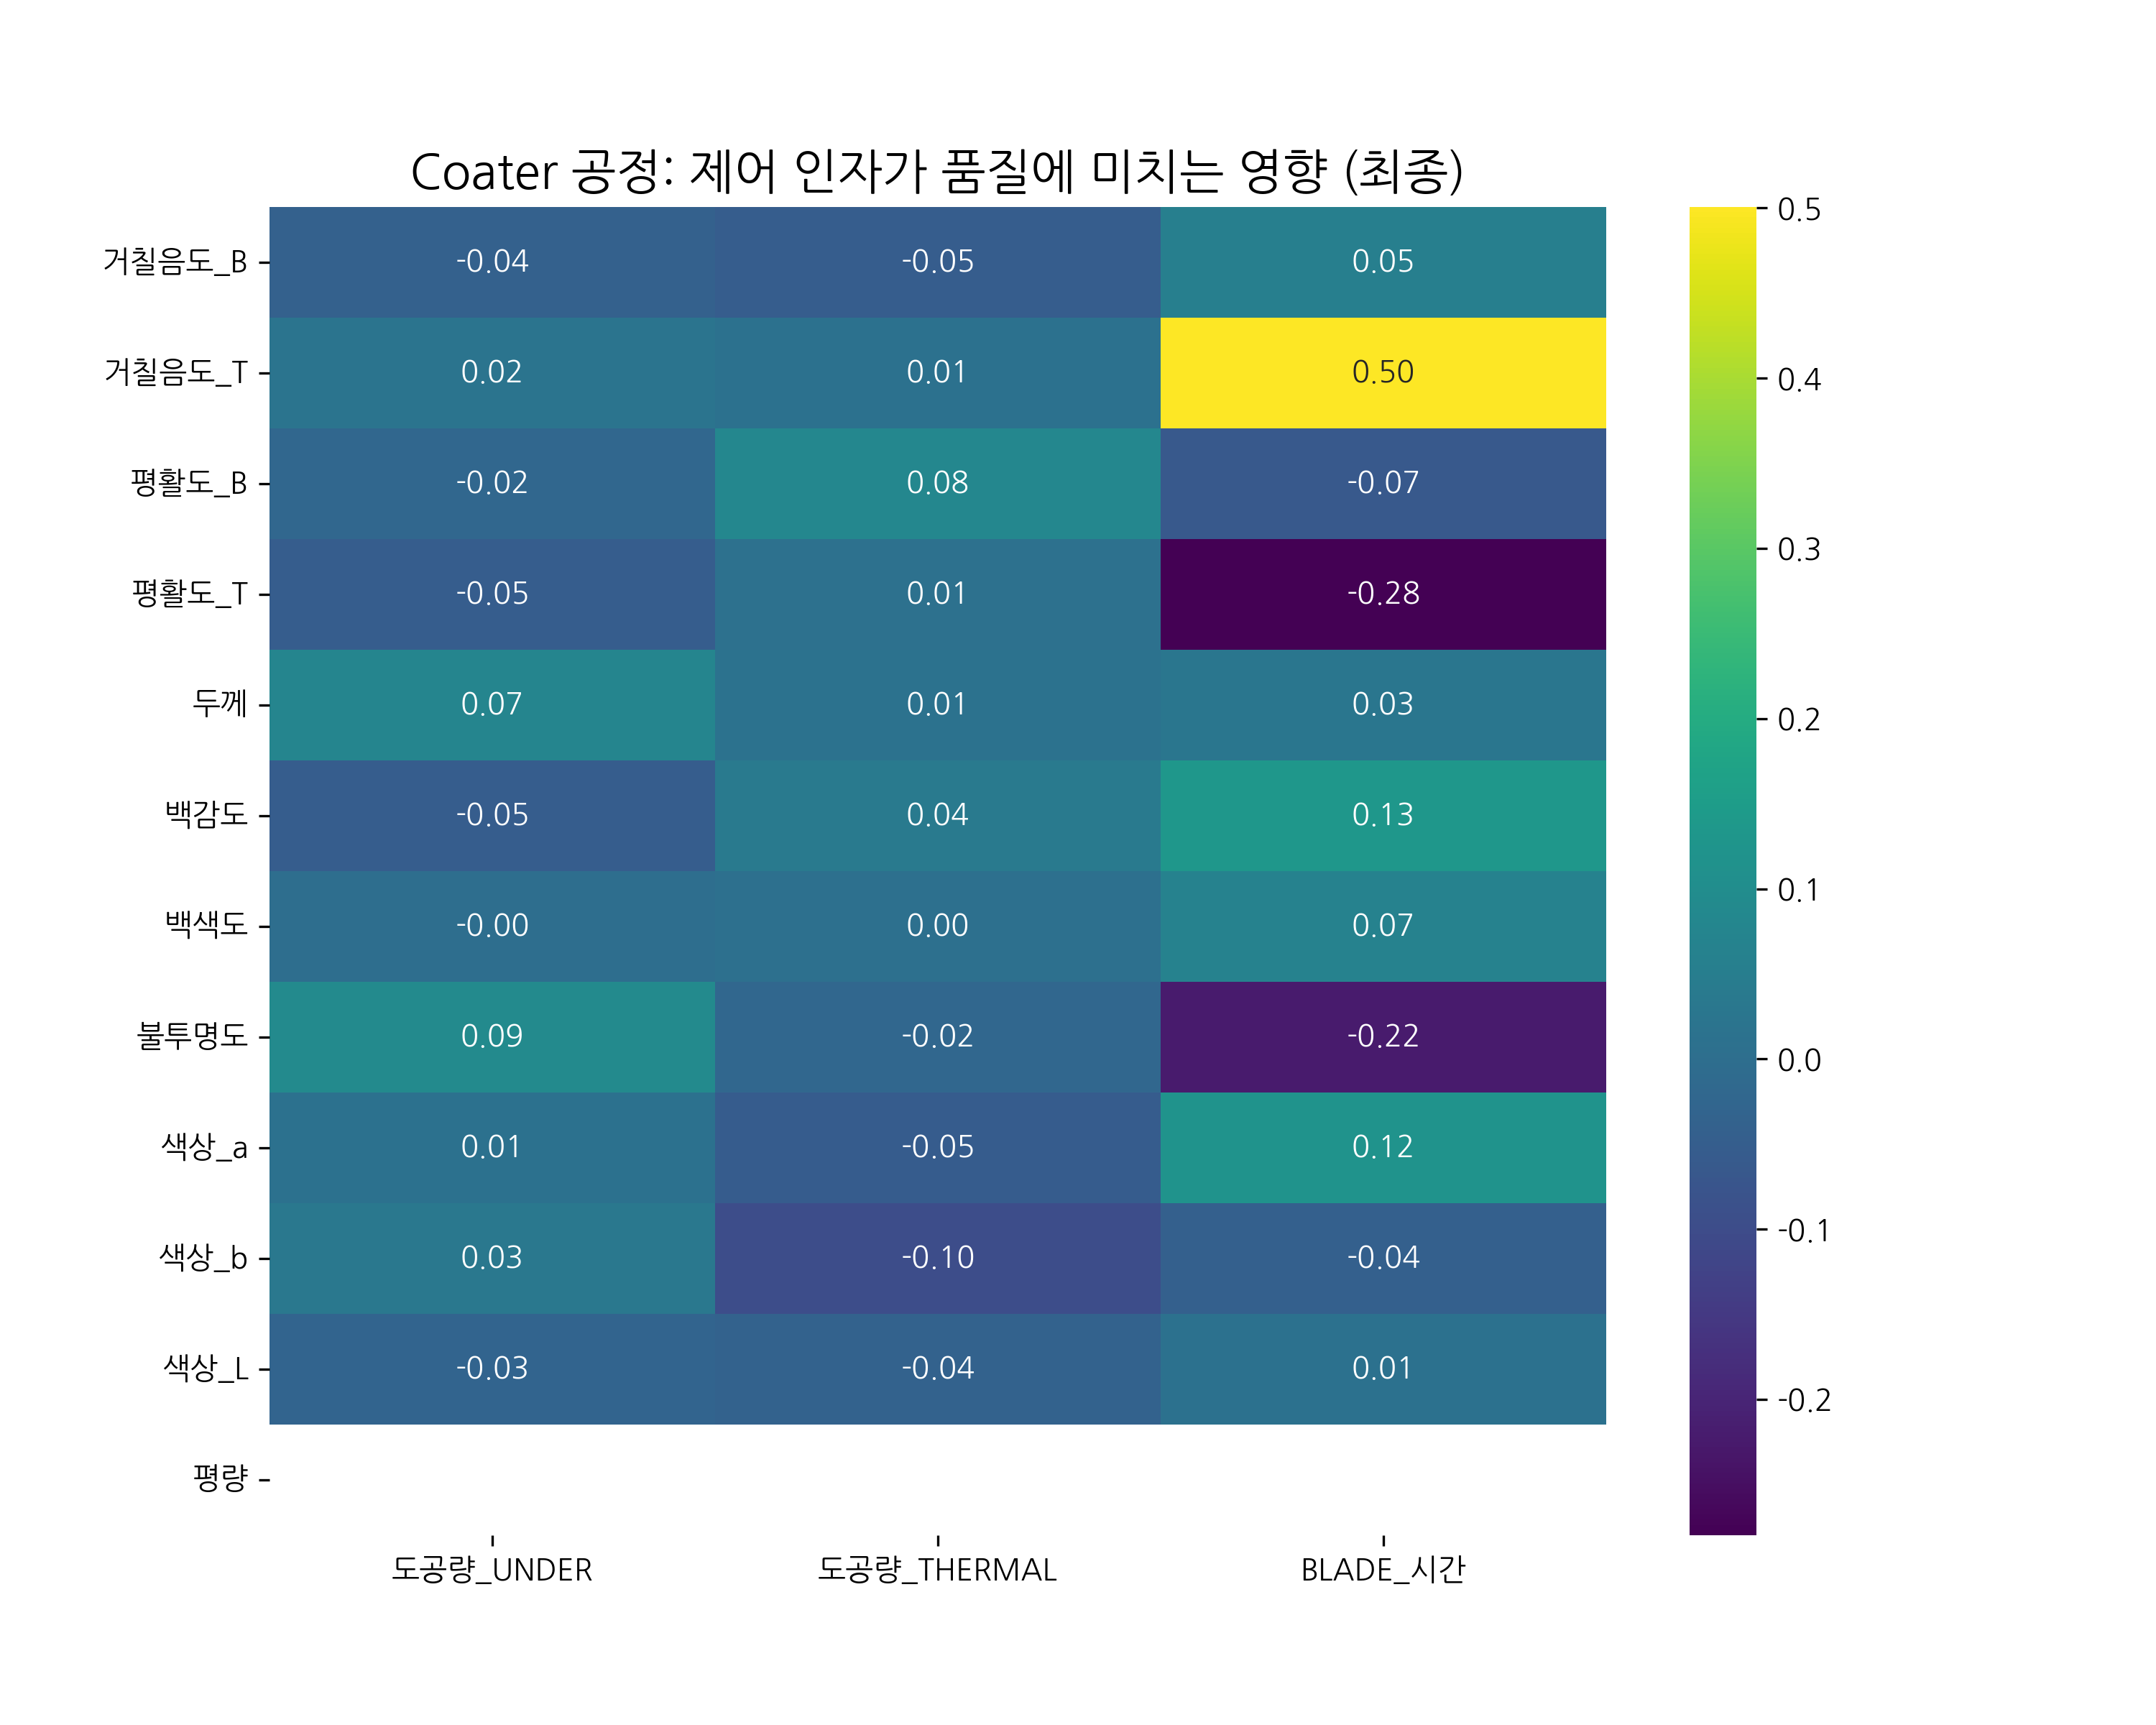 Coater 공정: 제어 인자가 품질에 미치는 영향 (최종)
거칠음도_B -0.04 -0.05 0.05
거칠음도_T 0.02 0.01 0.50
평활도_B -0.02 0.08 -0.07
평활도_T -0.05 0.01 -0.28
두께 0.07 0.01 0.03
백감도 -0.05 0.04 0.13
백색도 -0.00 0.00 0.07
불투명도 0.09 -0.02 -0.22
색상_a 0.01 -0.05 0.12
색상_b 0.03 -0.10 -0.04
색상_L -0.03 -0.04 0.01
평량
도공량_UNDER 도공량_THERMAL BLADE_시간
0.5
0.4
0.3
0.2
0.1
0.0
-0.1
-0.2